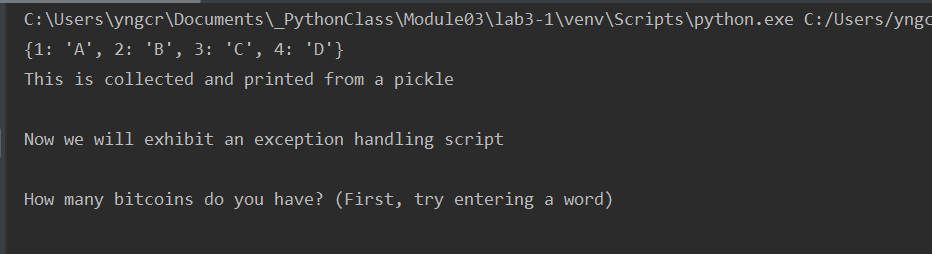 C:\Users\yngcr\Documents\_PythonClass\Module03\lab3-1\venv\Scripts\python.exe C:/Users/yngc
{1: 'A', 2: 'B', 3: 'C', 4: 'D'}
This is collected and printed from a pickle
Now we will exhibit an exception handling script
How many bitcoins do you have? (First, try entering a word)